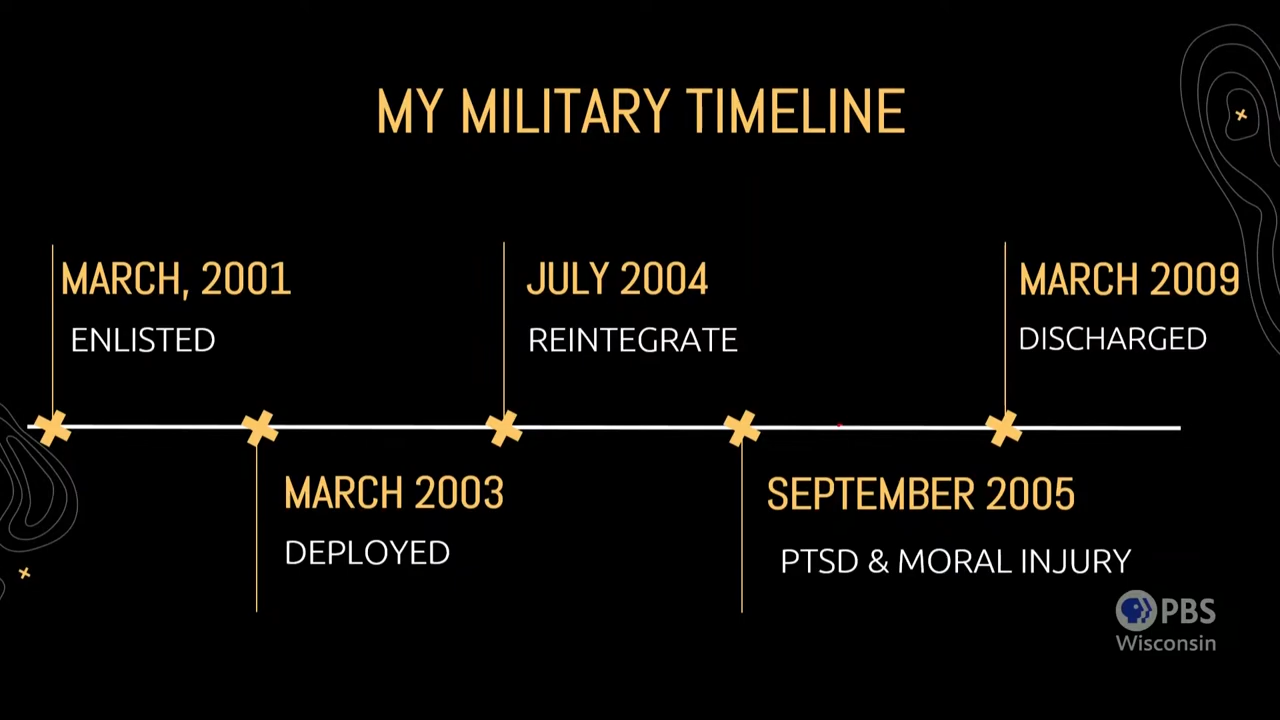 MY MILITARY TIMELINE
MARCH, 2001
ENLISTED
MARCH 2003
DEPLOYED
JULY 2004
REINTEGRATE
SEPTEMBER 2005
PTSD & MORAL INJURY
MARCH 2009
DISCHARGED
PBS
Wisconsin